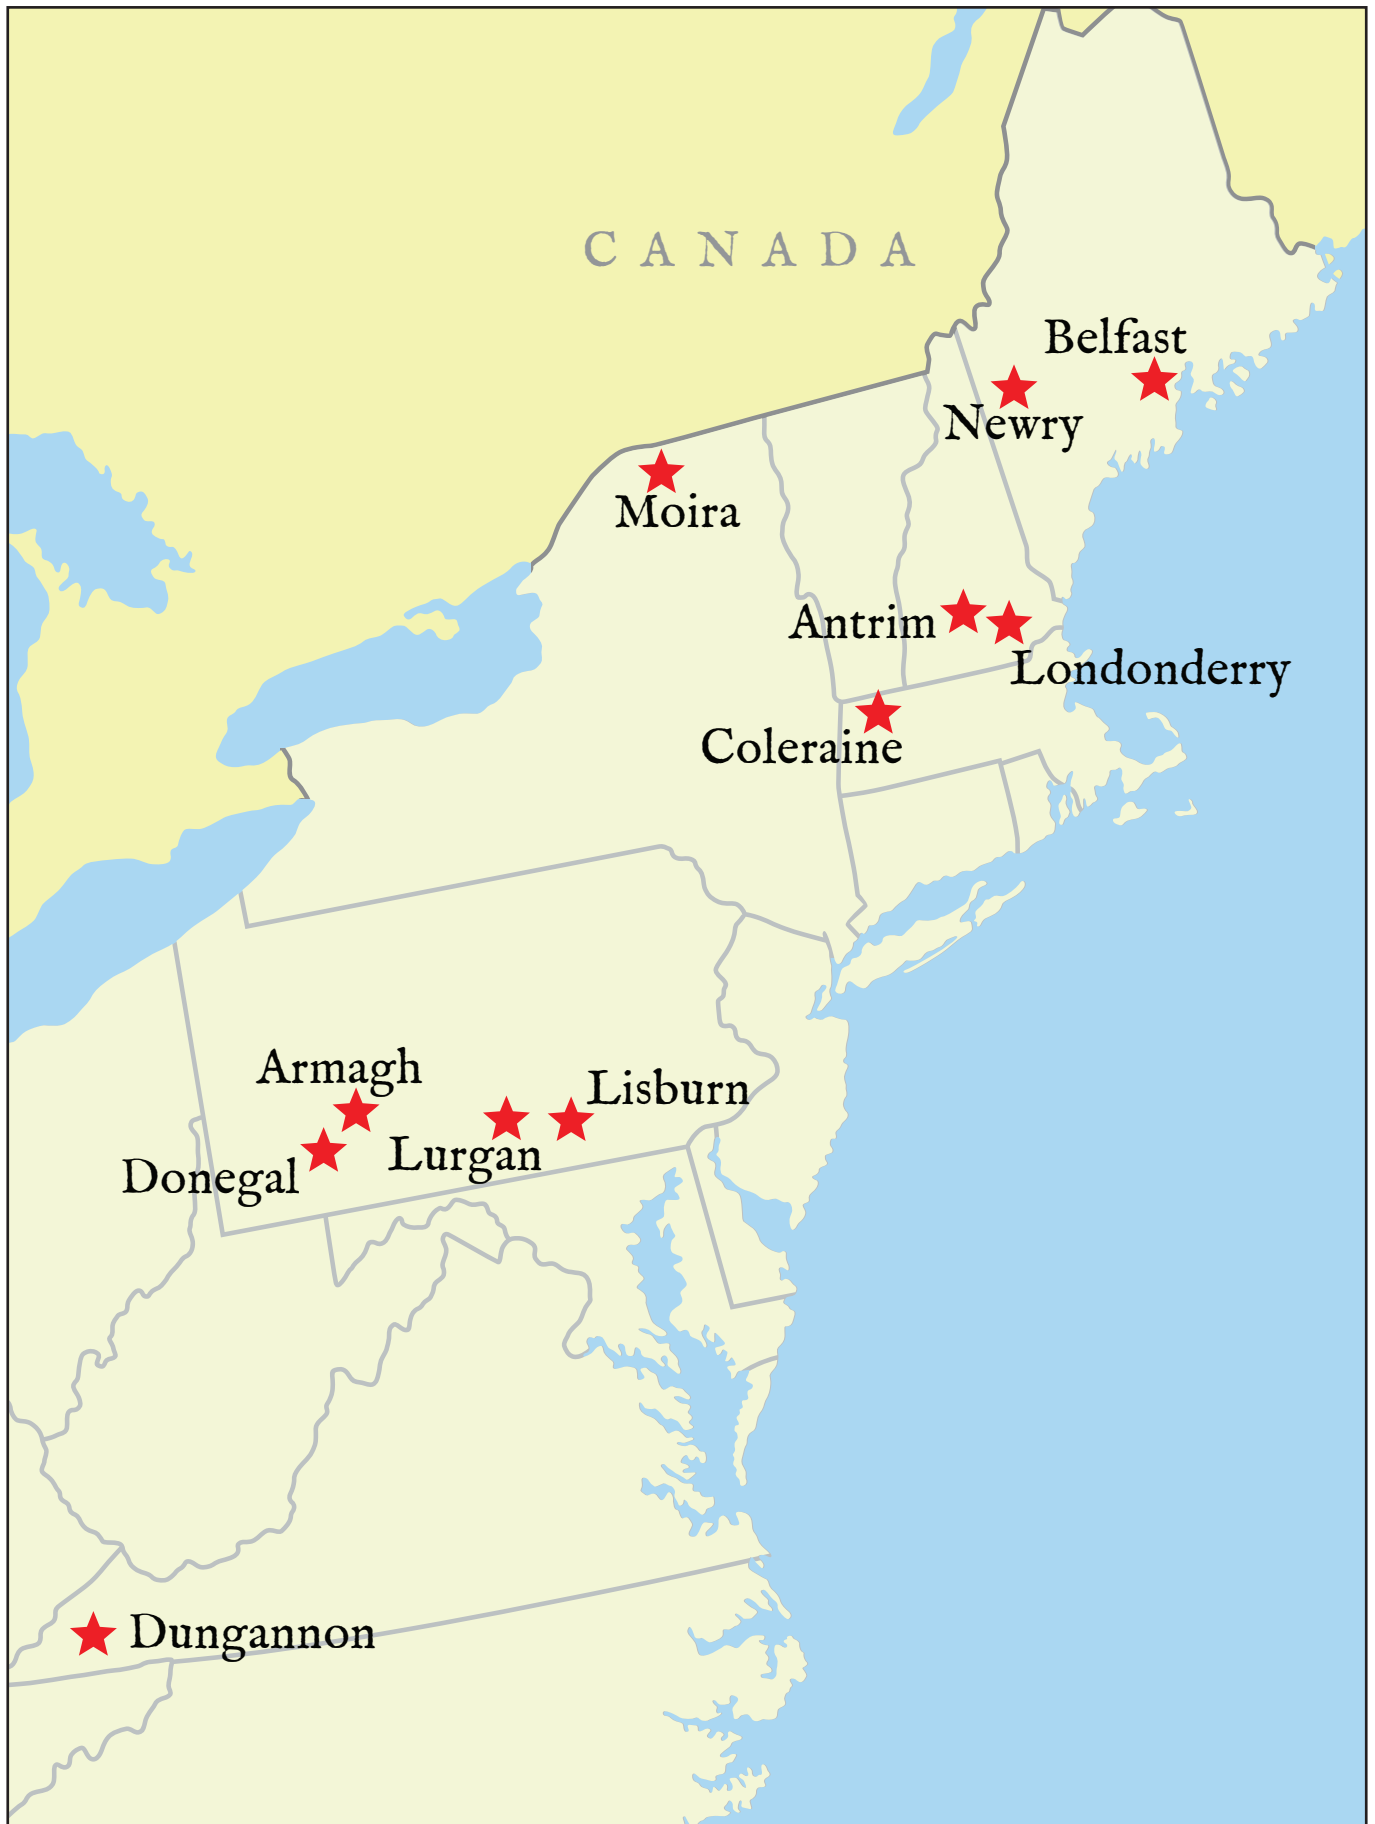 CANADA
Belfast
Newry
Moira
Antrim
Londonderry
Coleraine
Armagh
Lisburn
Lurgan
Donegal
Dungannon